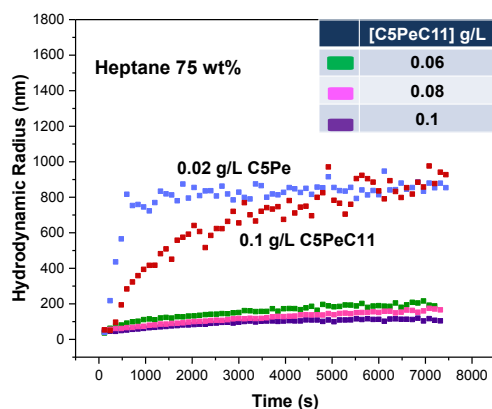 1800
1600
1400
1200
1000
800
600
400
200
0
Hydrodynamic Radius (nm)
Heptane 75 wt%
[C5PeC11] g/L
0.06
0.08
0.1
0.02 g/L C5Pe
0.1 g/L C5PeC11
0 1000 2000 3000 4000 5000 6000 7000 8000
Time (s)